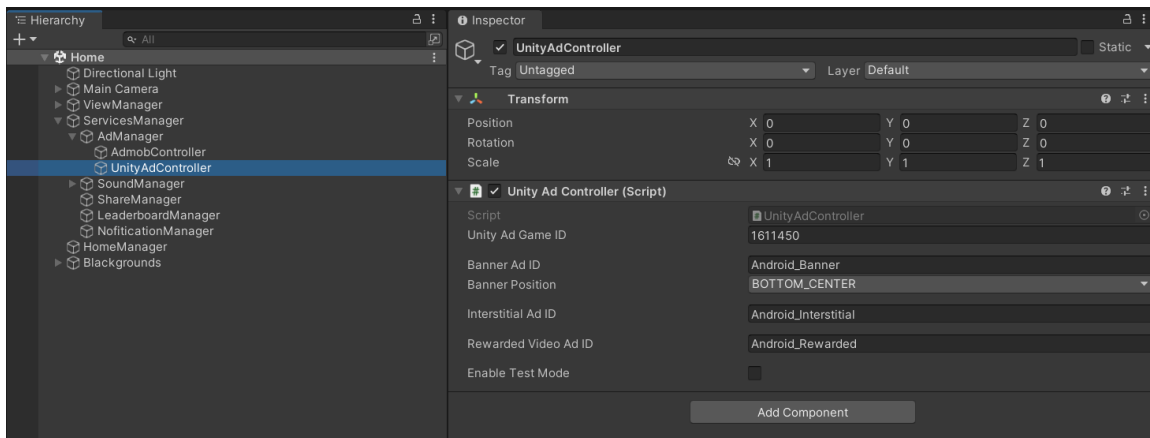 Hierarchy
All
Home
Directional Light
Main Camera
ViewManager
ServicesManager
AdManager
AdmobController
UnityAdController
SoundManager
ShareManager
LeaderboardManager
NofiticationManager
HomeManager
Blackgrounds
Inspector
UnityAdController Static
Tag Untagged Layer Default
Transform
Position X 0 Y 0 Z 0
Rotation X 0 Y 0 Z 0
Scale X 1 Y 1 Z 1
# Unity Ad Controller (Script)
Script UnityAdController
Unity Ad Game ID 1611450
Banner Ad ID Android_Banner
Banner Position BOTTOM_CENTER
Interstitial Ad ID Android_Interstitial
Rewarded Video Ad ID Android_Rewarded
Enable Test Mode
Add Component